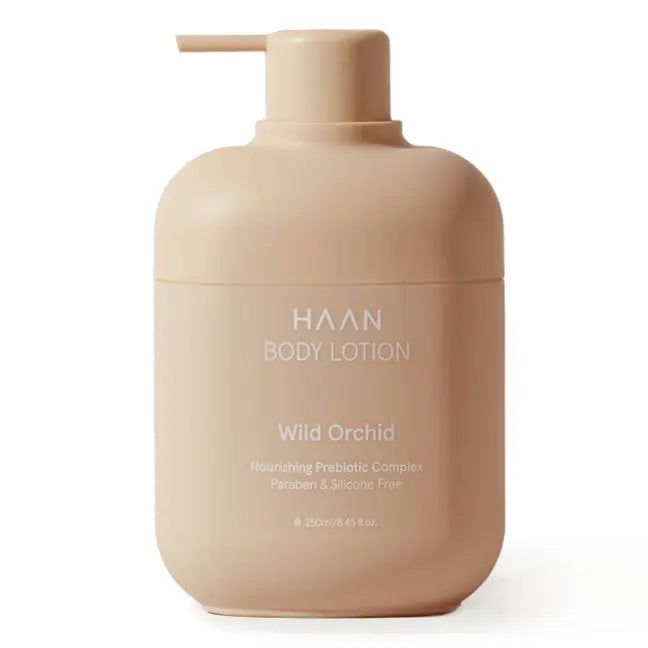 HAAN
BODY LOTION
Wild Orchid
Nourishing Prebiotic Complex
Paraben & Silicone Free
250ml/8.45 fl.oz.